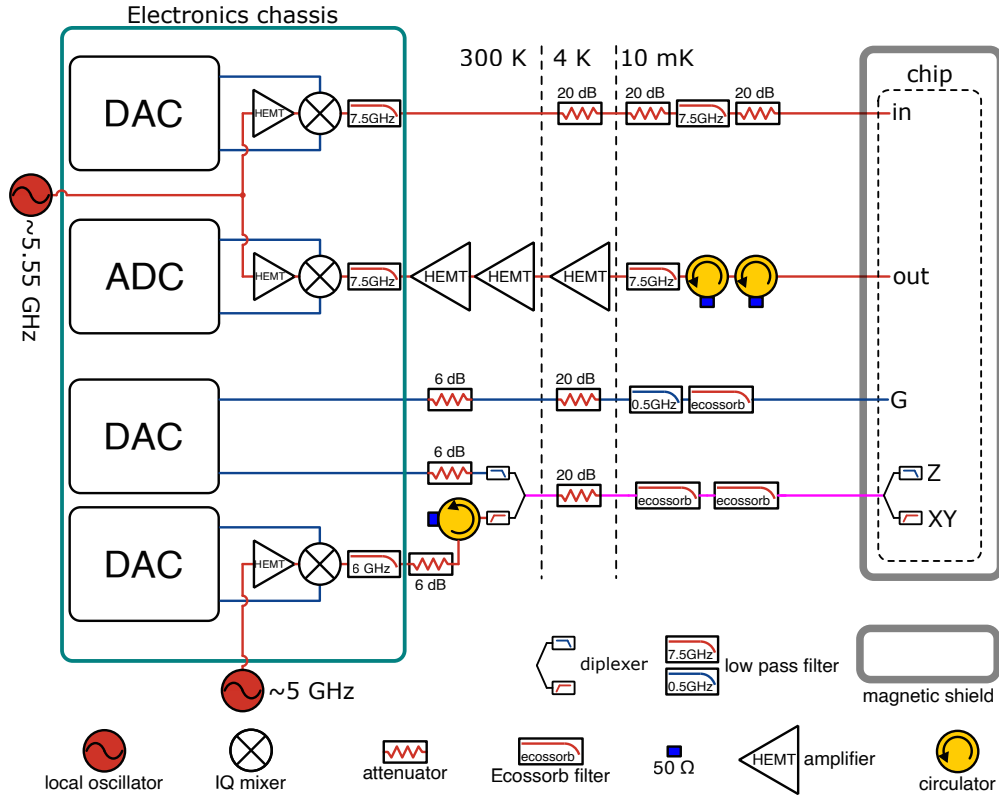 Electronics chassis
300 K
4 K
10 mK
chip
DAC
HEMT
7.5GHz
20 dB
20 dB
7.5GHz
20 dB
in
~5.55 GHz
ADC
HEMT
7.5GHz
HEMT
HEMT
HEMT
7.5GHz
out
DAC
6 dB
20 dB
0.5GHz
ecossorb
G
6 dB
20 dB
ecossorb
ecossorb
Z
XY
DAC
HEMT
6 GHz
6 dB
~5 GHz
diplexer
7.5GHz
0.5GHz
low pass filter
magnetic shield
local oscillator
IQ mixer
attenuator
ecossorb
Ecossorb filter
50 Ω
HEMT
amplifier
circulator